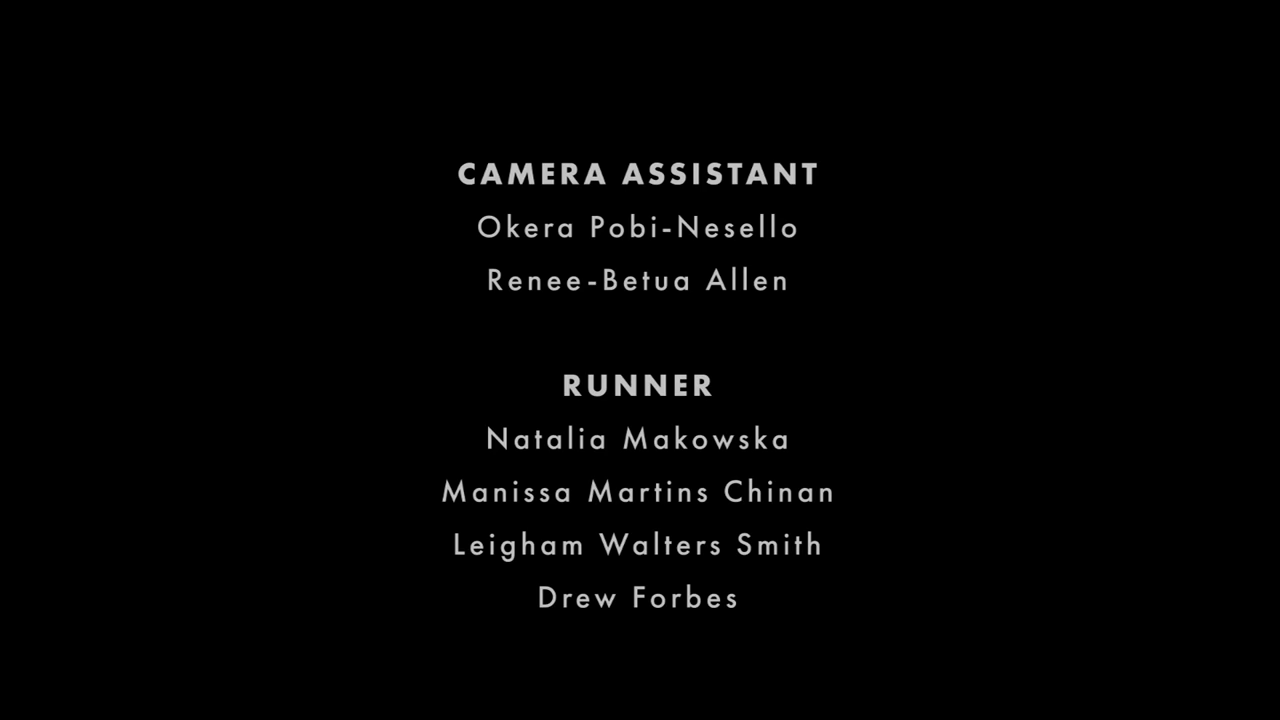 CAMERA ASSISTANT
Okera Pobi-Nesello
Renee-Betua Allen
RUNNER
Natalia Makowska
Manissa Martins Chinan
Leigham Walters Smith
Drew Forbes